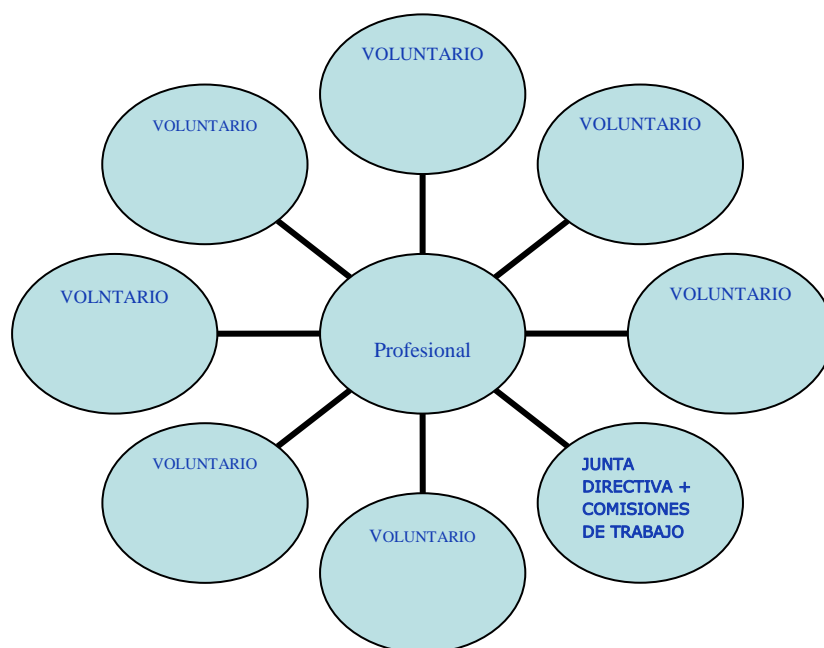 VOLUNTARIO
VOLUNTARIO
VOLUNTARIO
VOLNTARIO
VOLUNTARIO
Profesional
VOLUNTARIO
JUNTA
DIRECTIVA +
COMISIONES
DE TRABAJO
VOLUNTARIO